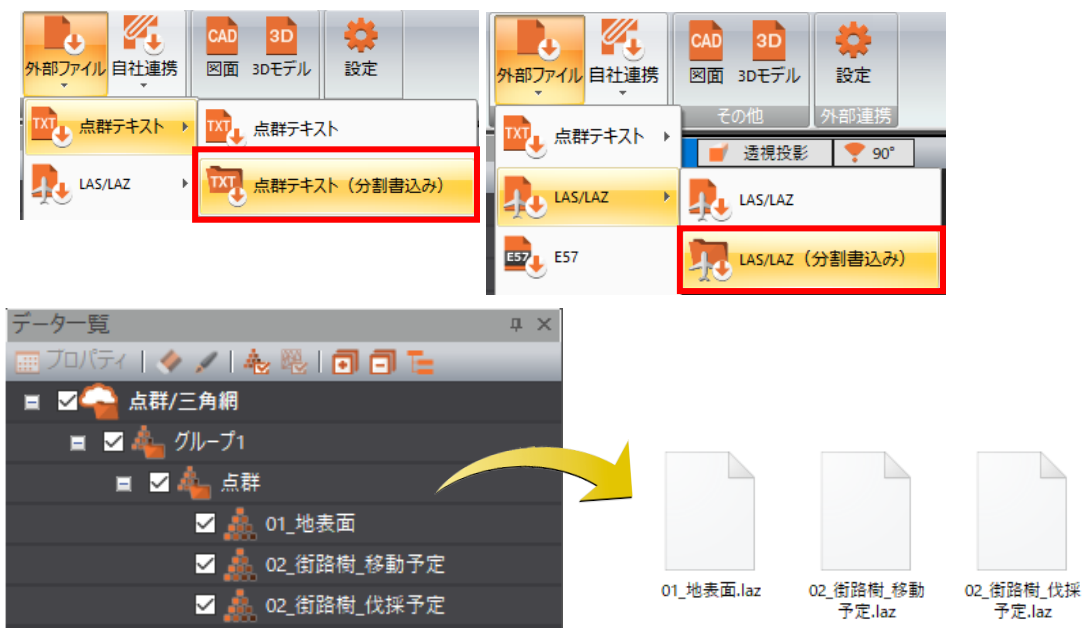 CAD
3D
外部ファイル
自社連携
図面
3Dモデル
設定
TXT
点群テキスト
TXT
点群テキスト
LAS/LAZ
TXT
点群テキスト（分割書込み）
CAD
3D
外部ファイル
自社連携
図面
3Dモデル
設定
その他
外部連携
TXT
点群テキスト
透視投影
90°
LAS/LAZ
LAS/LAZ
E57
E57
LAS/LAZ（分割書込み）
データ一覧
プロパティ
点群/三角網
グループ1
点群
01_地表面
02_街路樹_移動予定
02_街路樹_伐採予定
01_地表面.laz
02_街路樹_移動
予定.laz
02_街路樹_伐採
予定.laz